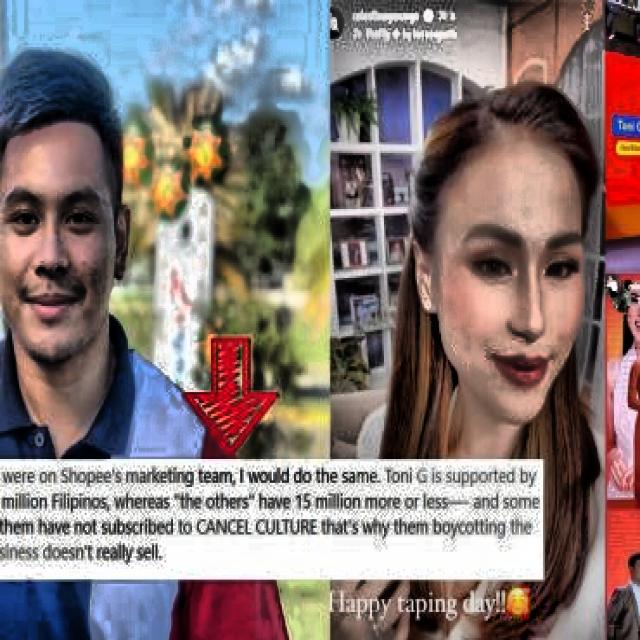 were on Shopee's marketing team, I would do the same. Toni G is supported by
million Filipinos, whereas "the others" have 15 million more or less— and some
them have not subscribed to CANCEL CULTURE that's why them boycotting the
siness doesn't really sell.
Happy taping day!!
Toni